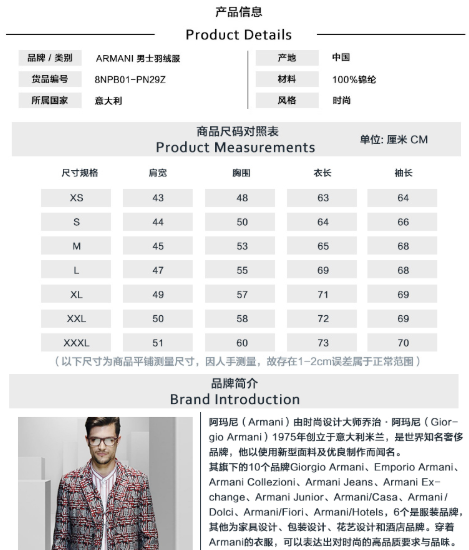 产品信息
Product Details
品牌 / 类别 ARMANI 男士羽绒服 产地 中国
货品编号 8NPB01-PN29Z 材料 100%锦纶
所属国家 意大利 风格 时尚
商品尺码对照表
Product Measurements
单位: 厘米 CM
尺寸规格 肩宽 胸围 衣长 袖长
XS 43 48 63 64
S 44 50 64 66
M 45 53 65 68
L 47 55 69 68
XL 49 57 71 69
XXL 50 58 72 69
XXXL 51 60 73 70
(以下尺寸为商品平铺测量尺寸，因人手测量，故存在1-2cm误差属于正常范围)
品牌简介
Brand Introduction
阿玛尼（Armani）由时尚设计大师乔治·阿玛尼（Gior-
gio Armani）1975年创立于意大利米兰，是世界知名奢侈
品牌，他以使用新型面料及优良制作而闻名。
其旗下的10个品牌Giorgio Armani、Emporio Armani、
Armani Collezioni、Armani Jeans、Armani Ex-
change、Armani Junior、Armani/Casa、Armani/
Dolci、Armani/Fiori、Armani/Hotels，6个是服装品牌，
其他为家具设计、包装设计、花艺设计和酒店品牌。穿着
Armani的衣服，可以表达出对时尚的高品质要求与品味。